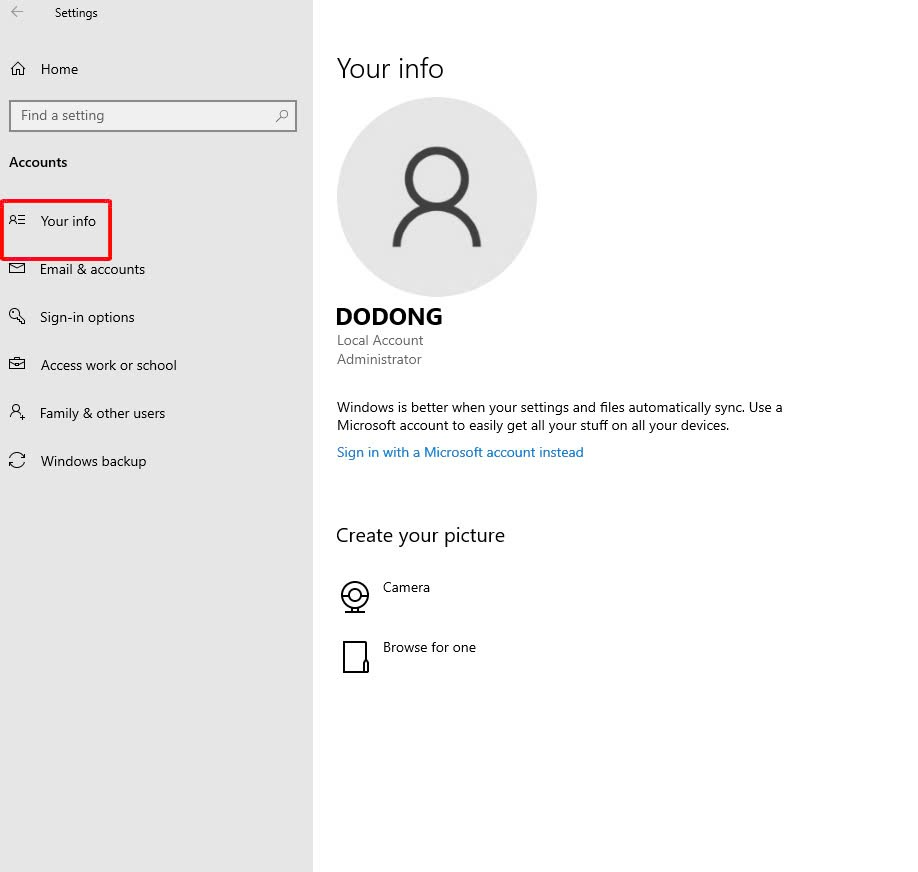 Settings
Home
Find a setting
Accounts
Your info
Email & accounts
Sign-in options
Access work or school
Family & other users
Windows backup
Your info
DODONG
Local Account
Administrator
Windows is better when your settings and files automatically sync. Use a
Microsoft account to easily get all your stuff on all your devices.
Sign in with a Microsoft account instead
Create your picture
Camera
Browse for one